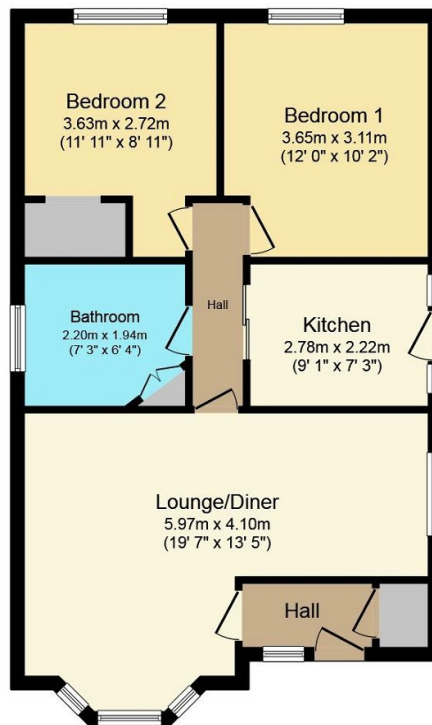 Bedroom 2
3.63m x 2.72m
(11' 11" x 8' 11")
Bedroom 1
3.65m x 3.11m
(12' 0" x 10' 2")
Bathroom
2.20m x 1.94m
(7' 3" x 6' 4")
Hall
Kitchen
2.78m x 2.22m
(9' 1" x 7' 3")
Lounge/Diner
5.97m x 4.10m
(19' 7" x 13' 5")
Hall